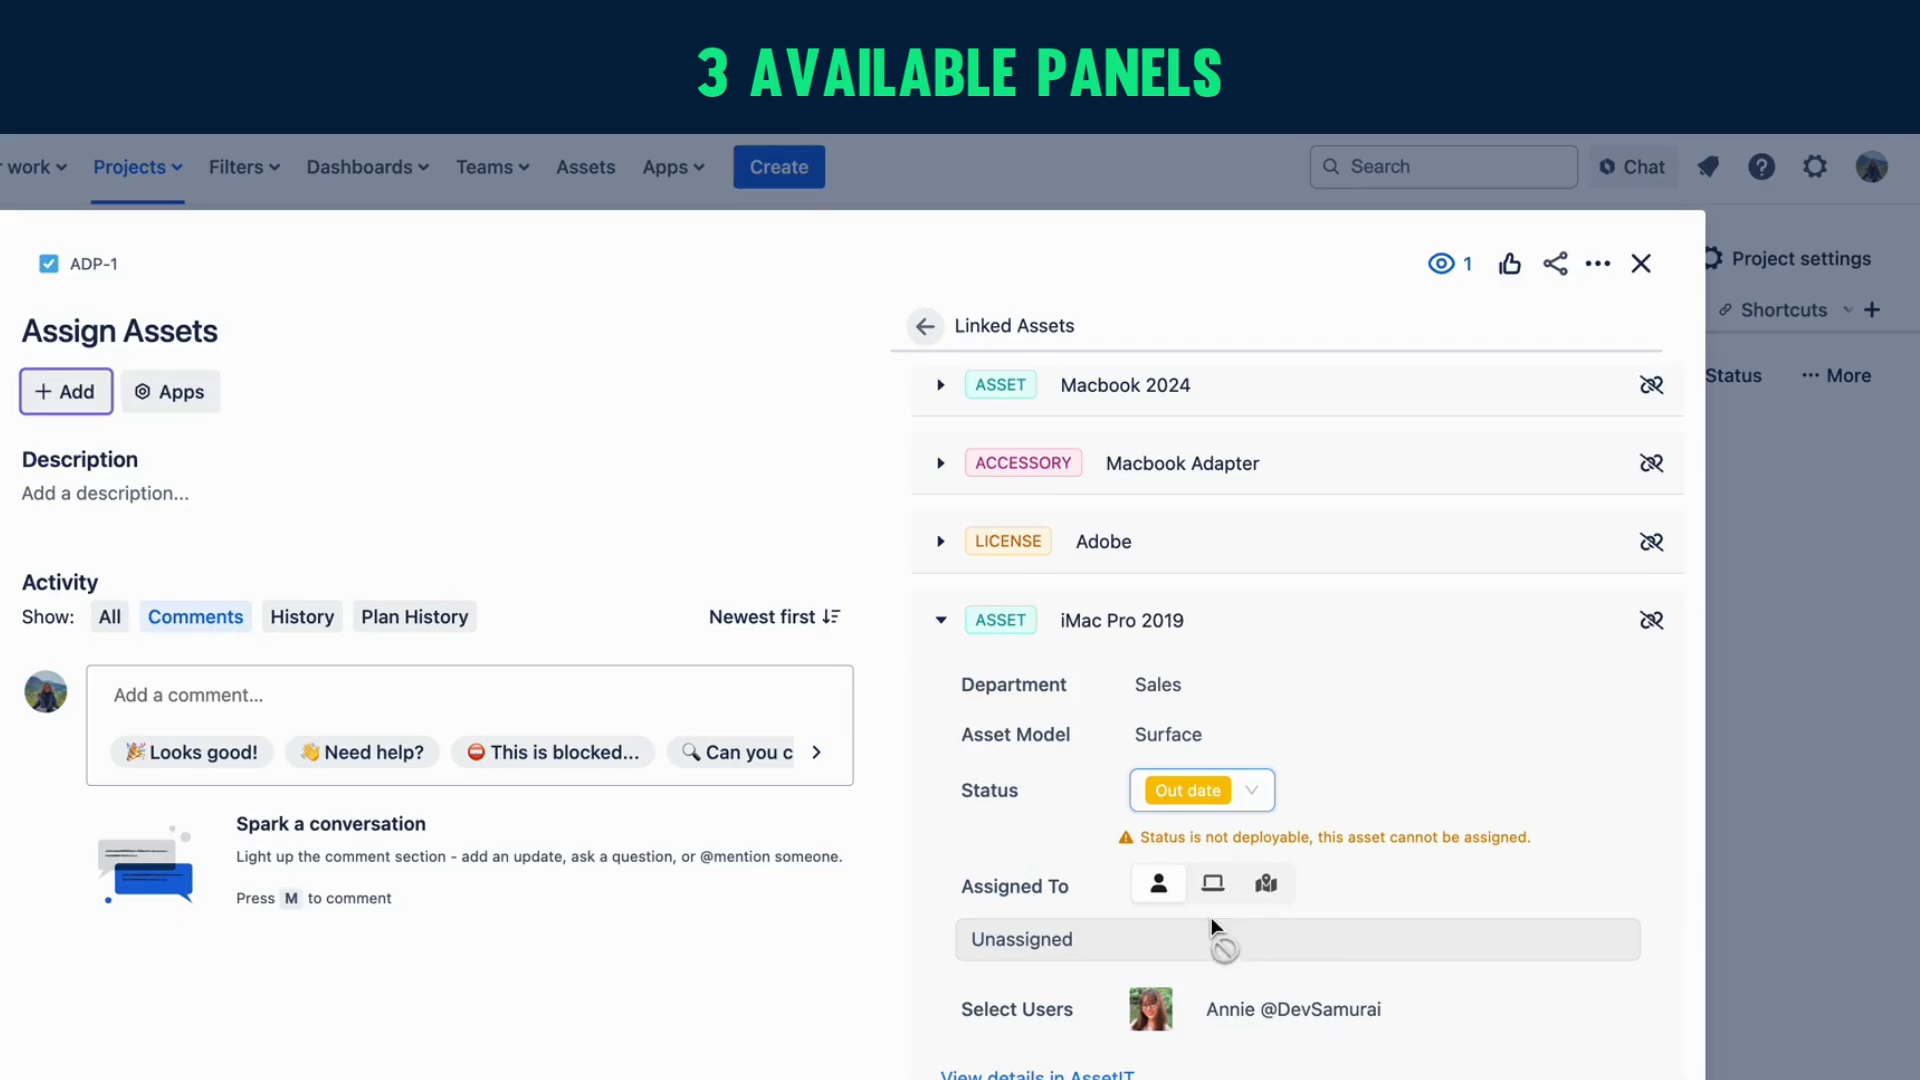 3 AVAILABLE PANELS
work Projects Filters Dashboards Teams Assets Apps Create Search Chat
ADP-1
1
Project settings
Shortcuts
Assign Assets
Linked Assets
Add Apps
ASSET Macbook 2024
Status More
Description
Add a description...
ACCESSORY Macbook Adapter
LICENSE Adobe
Activity
Show: All Comments History Plan History Newest first
ASSET iMac Pro 2019
Add a comment...
Looks good! Need help? This is blocked... Can you c
Department Sales
Asset Model Surface
Status Out date
Status is not deployable, this asset cannot be assigned.
Spark a conversation
Light up the comment section - add an update, ask a question, or @mention someone.
Press M to comment
Assigned To
Unassigned
Select Users Annie @DevSamurai
View details in AssetIT